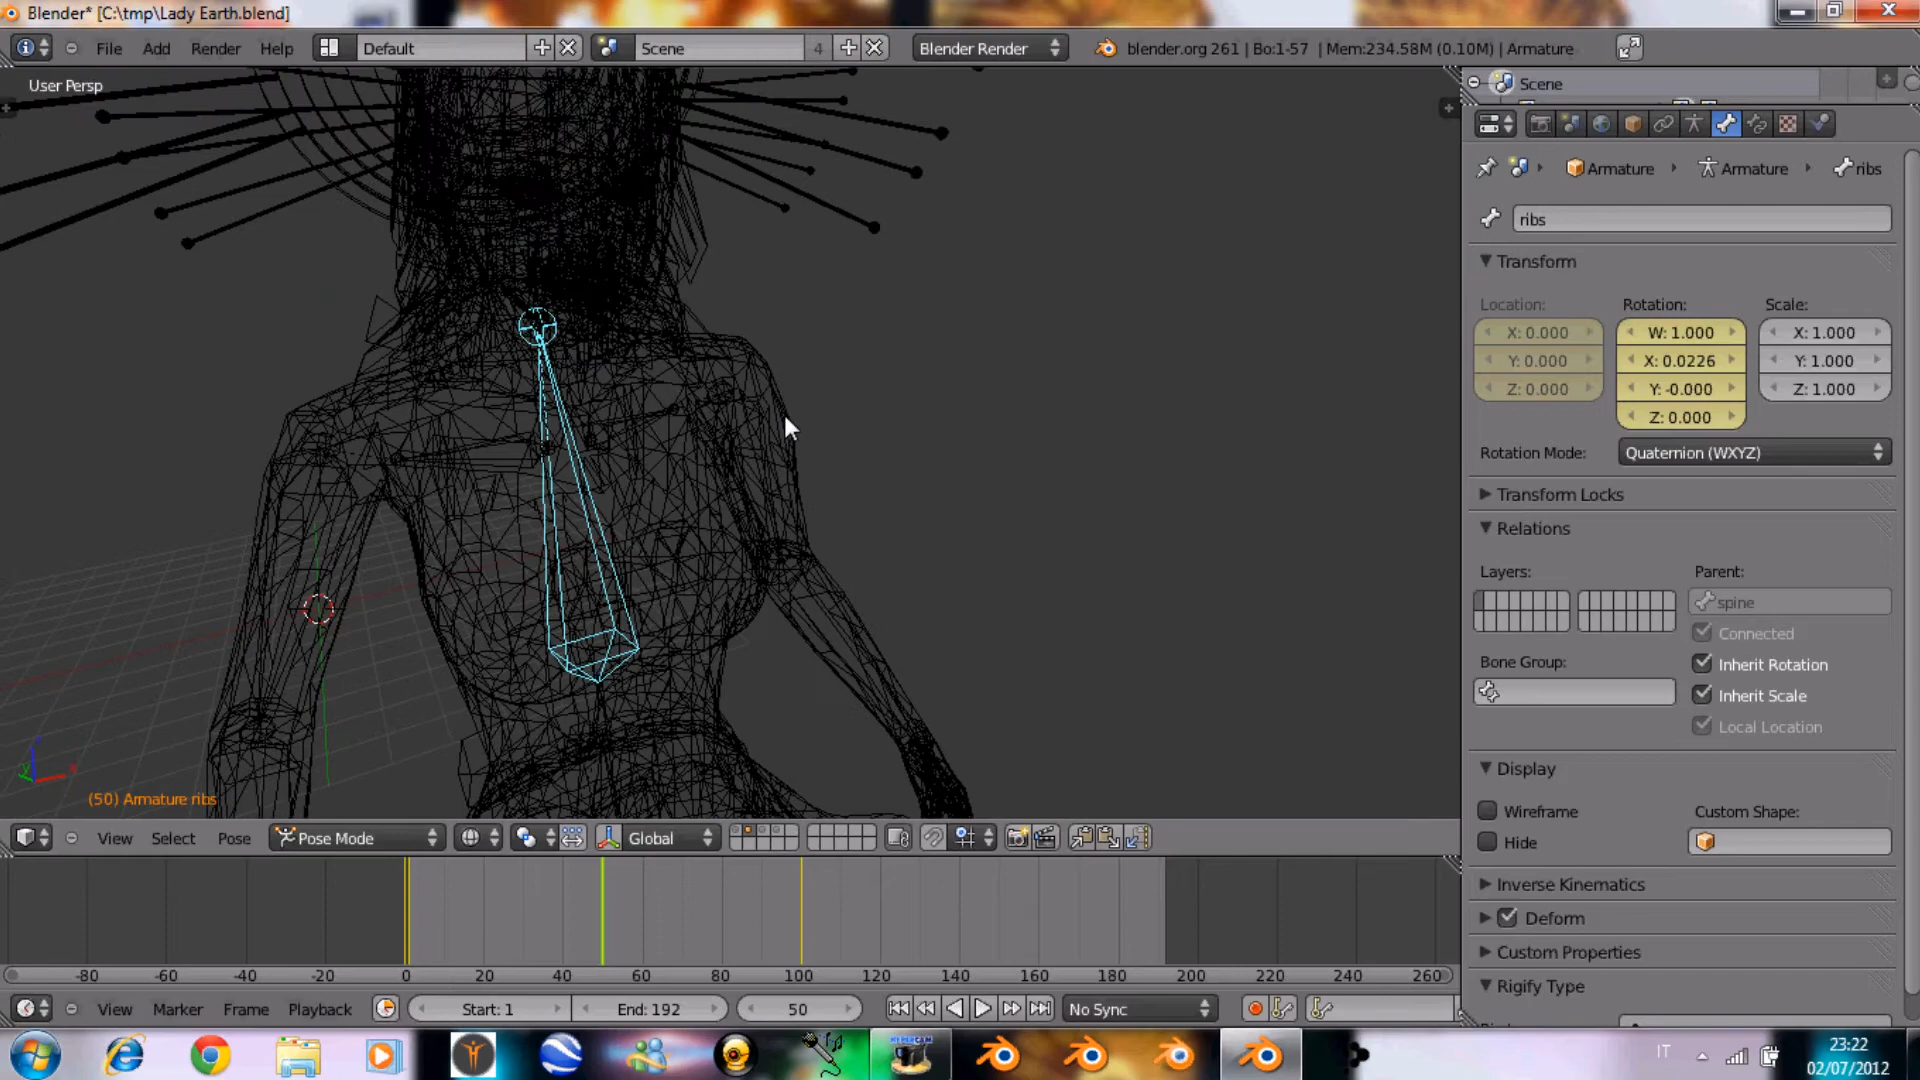 Blender* [C:\tmp\Lady Earth.blend]
File Add Render Help Default Scene 4 Blender Render blender.org 261 | Bo:1-57 | Mem:234.58M (0.10M) | Armature
User Persp
Scene
Armature Armature ribs
ribs
Transform
Location: Rotation: Scale:
X: 0.000 W: 1.000 X: 1.000
Y: 0.000 X: 0.0226 Y: 1.000
Z: 0.000 Y: -0.000 Z: 1.000
Z: 0.000
Rotation Mode: Quaternion (WXYZ)
Transform Locks
Relations
Layers: Parent:
spine
Connected
Bone Group: Inherit Rotation
Inherit Scale
Local Location
Display
Wireframe Custom Shape:
Hide
Inverse Kinematics
Deform
Custom Properties
Rigify Type
(50) Armature ribs
View Select Pose Pose Mode Global
-80 -60 -40 -20 0 20 40 60 80 100 120 140 160 180 200 220 240 260
View Marker Frame Playback Start: 1 End: 192 50 No Sync
HYPERCAM
IT
23:22
02/07/2012